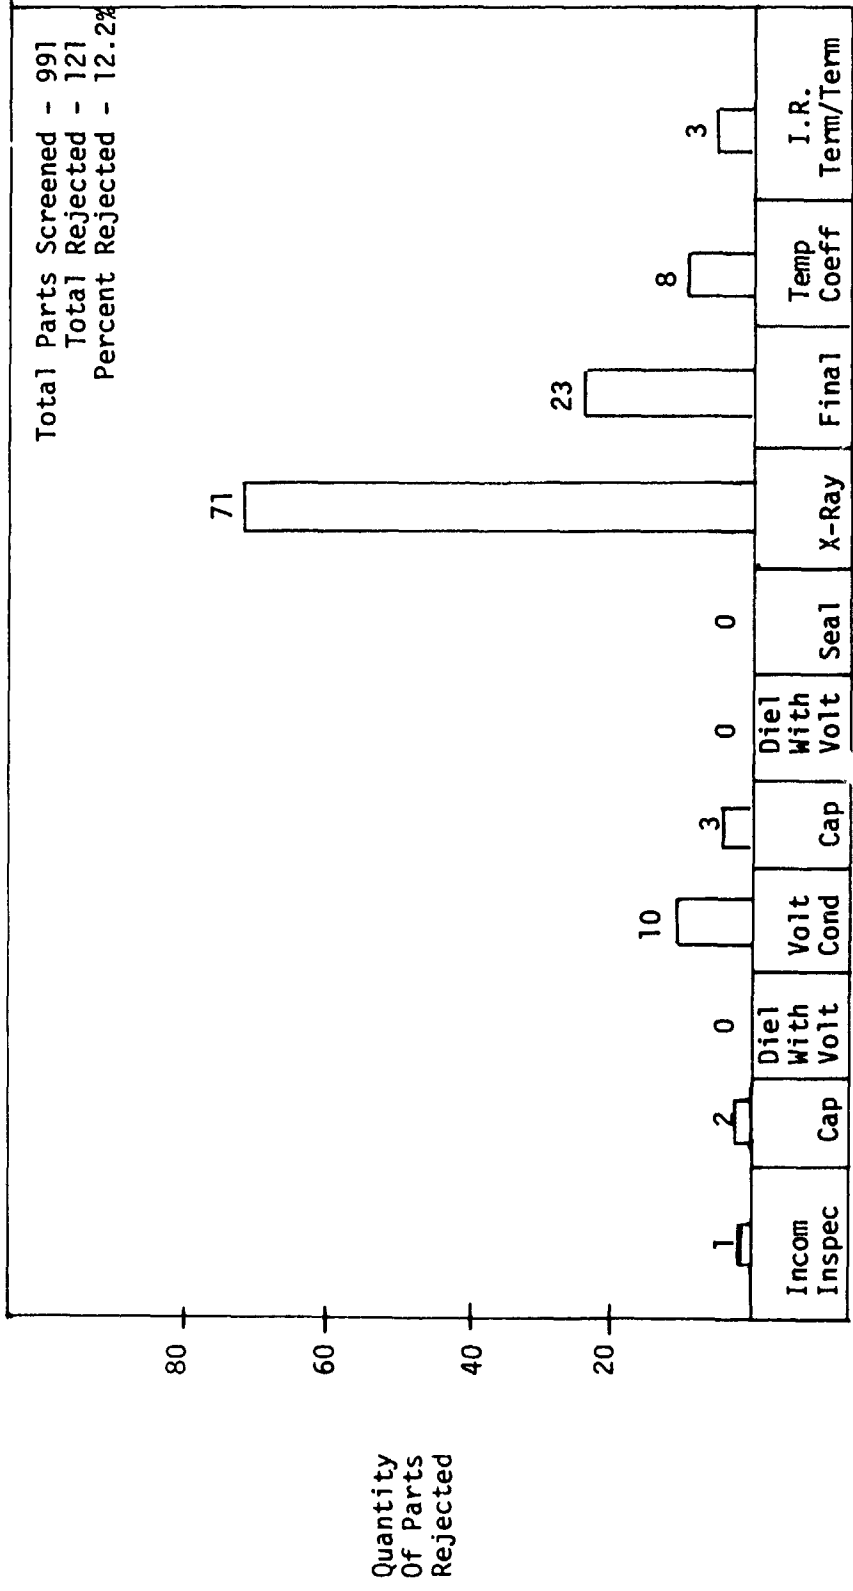 Total Parts Screened - 991
Total Rejected - 121
Percent Rejected - 12.2%
Quantity
Of Parts
Rejected
80
60
40
20
1
2
0
10
3
0
0
71
23
8
3
Incom
Inspec
Cap
Diel
With
Volt
Volt
Cond
Cap
Diel
With
Volt
Seal
X-Ray
Final
Temp
Coeff
I.R.
Term/Term